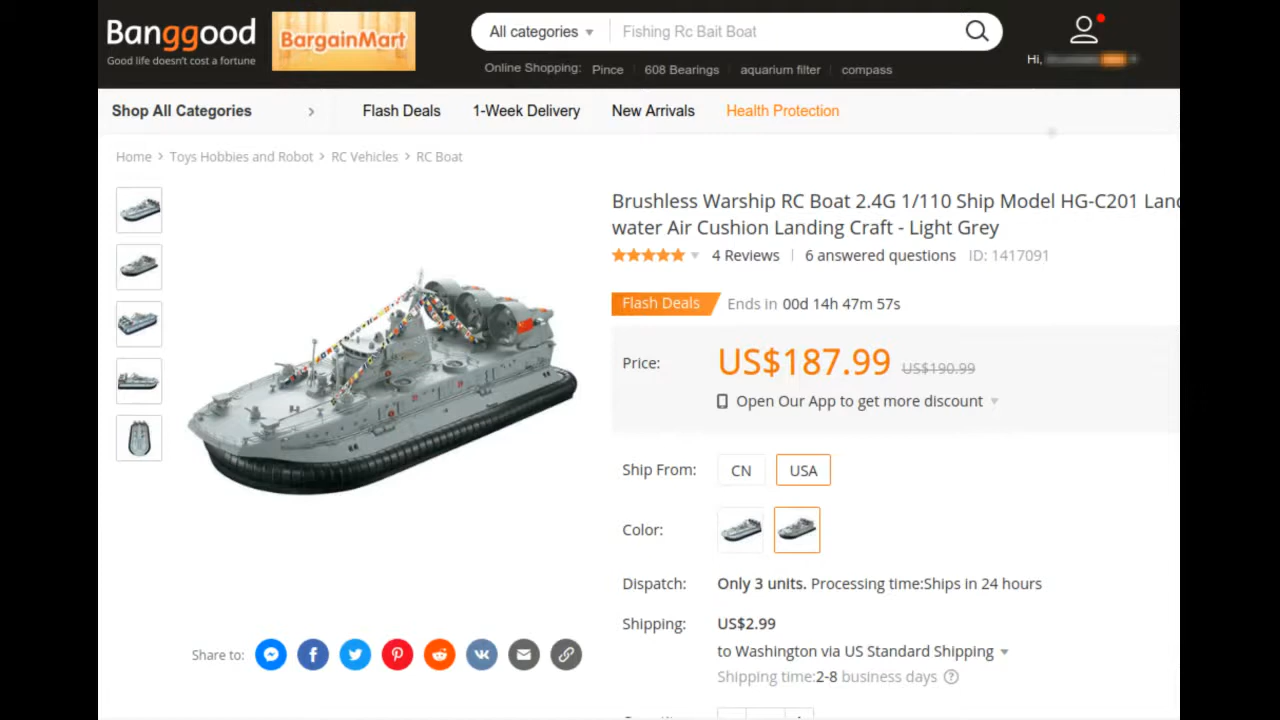 Banggood
Good life doesn't cost a fortune
BargainMart
All categories
Fishing Rc Bait Boat
Online Shopping: Pince 608 Bearings aquarium filter compass
Hi,
Shop All Categories
Flash Deals 1-Week Delivery New Arrivals Health Protection
Home > Toys Hobbies and Robot > RC Vehicles > RC Boat
Brushless Warship RC Boat 2.4G 1/110 Ship Model HG-C201
water Air Cushion Landing Craft - Light Grey
4 Reviews | 6 answered questions ID: 1417091
Flash Deals Ends in 00d 14h 47m 57s
Price: US$187.99 US$190.99
Open Our App to get more discount
Ship From: CN USA
Color:
Dispatch: Only 3 units. Processing time:Ships in 24 hours
Shipping: US$2.99
to Washington via US Standard Shipping
Shipping time:2-8 business days ?
Share to: